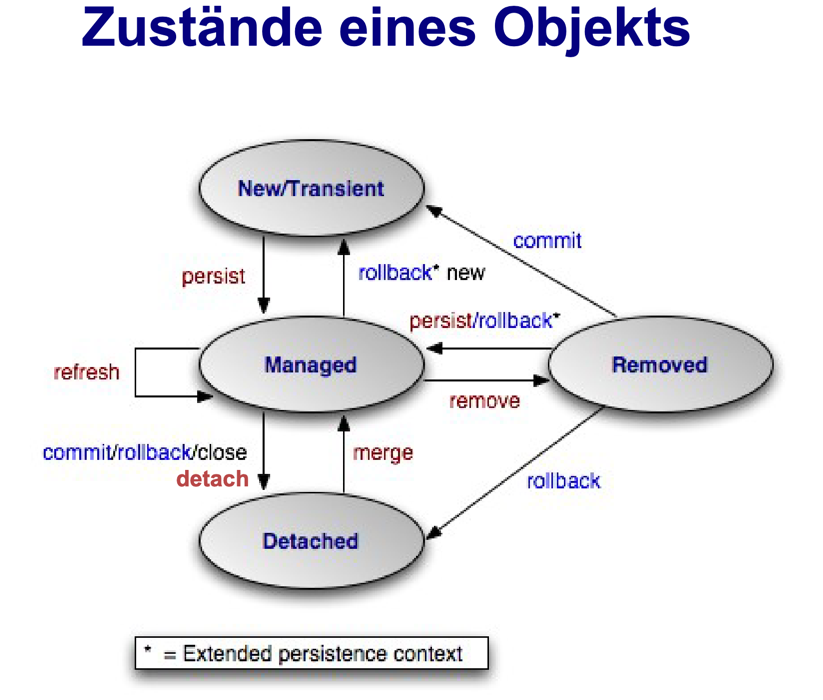 Zustände eines Objekts
New/Transient
commit
persist
rollback* new
persist/rollback*
refresh
Managed
Removed
remove
commit/rollback/close
detach
merge
rollback
Detached
* = Extended persistence context